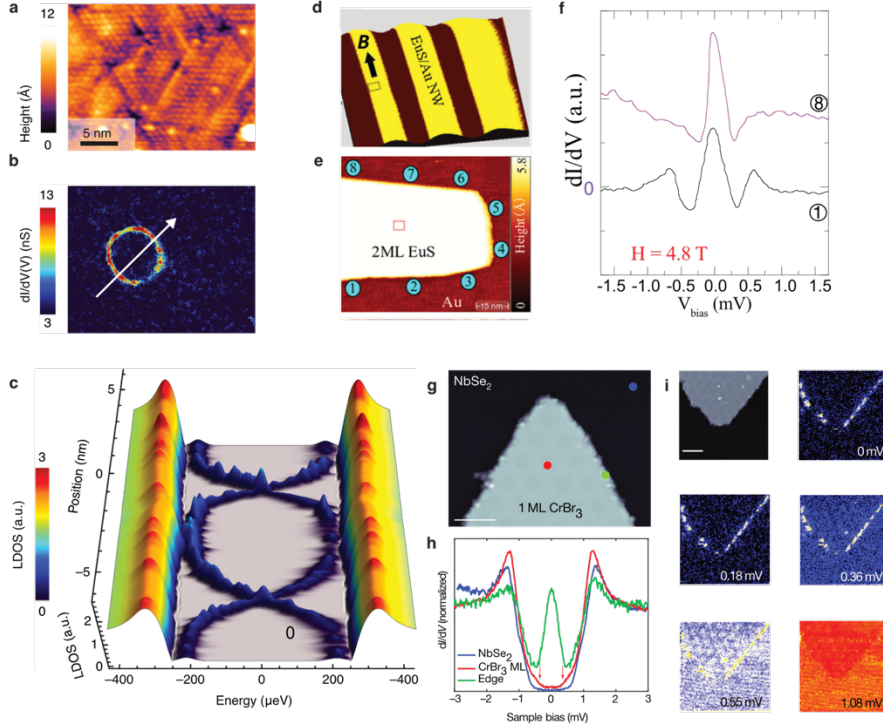 a
12
Height (Å)
0
5 nm
b
13
dI/dV(V) (nS)
3
c
3
LDOS (a.u.)
0
Position (nm)
5
0
−5
LDOS (a.u.)
2
1
0
0
−400
−200
0
200
400
Energy (µeV)
d
B
EuS/Au NW
e
8
7
6
5
4
3
2
1
2ML EuS
Au
15 nm
5.8
Height (Å)
0
f
dI/dV (a.u.)
0
⑧
①
H = 4.8 T
-1.5 -1.0 -0.5 0.0 0.5 1.0 1.5
V_bias (mV)
g
NbSe₂
1 ML CrBr₃
h
dI/dV (normalized)
NbSe₂
CrBr₃ ML
Edge
−3 −2 −1 0 1 2 3
Sample bias (mV)
i
0 mV
0.18 mV
0.36 mV
0.55 mV
1.08 mV